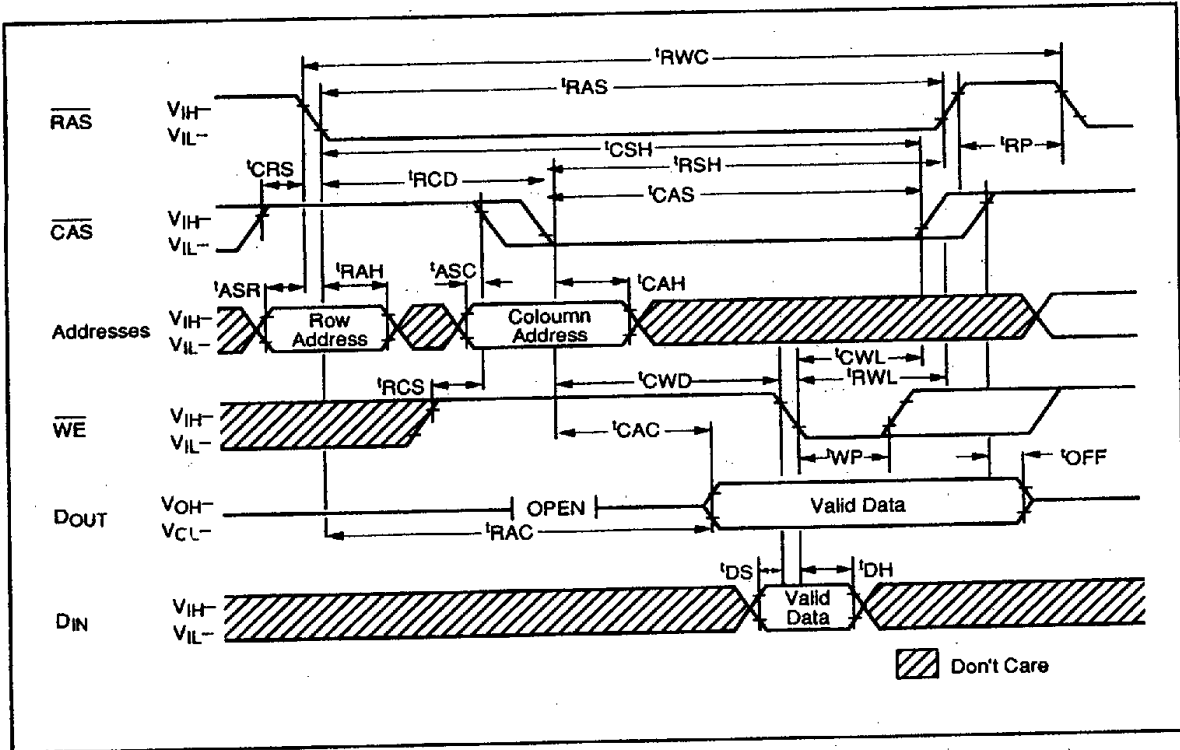 tRWC
tRAS
RAS
VIH–
VIL–
tCSH
tRP
tCRS
tRCD
tRSH
tCAS
CAS
VIH–
VIL–
tASR
tRAH
tASC
tCAH
Addresses
VIH–
VIL–
Row
Address
Coloumn
Address
tCWL
tRCS
tCWD
tRWL
WE
VIH–
VIL–
tCAC
tWP
tOFF
DOUT
VOH–
VCL–
OPEN
Valid Data
tRAC
tDS
tDH
DIN
VIH–
VIL–
Valid
Data
Don't Care